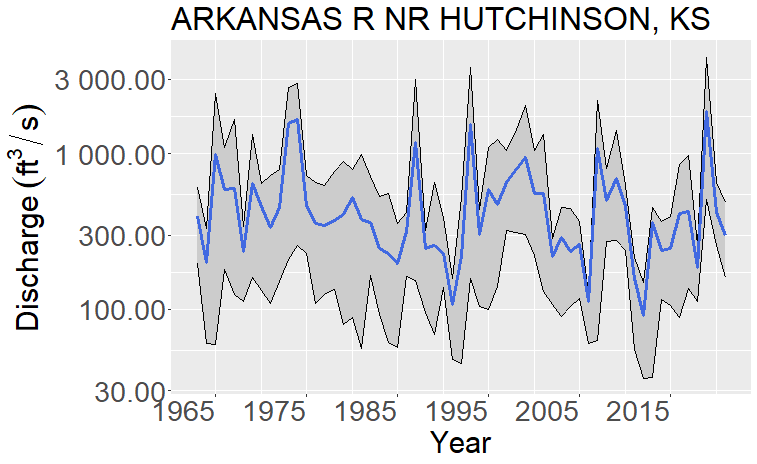 ARKANSAS R NR HUTCHINSON, KS
Discharge (ft³ / s)
3 000.00
1 000.00
300.00
100.00
30.00
1965 1975 1985 1995 2005 2015
Year